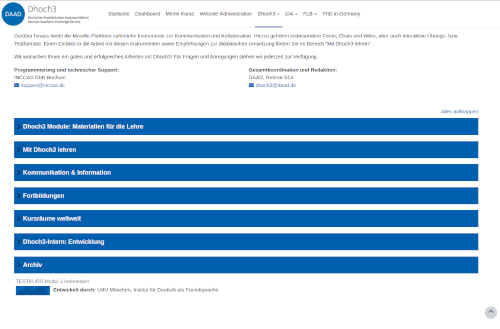 DAAD
Dhoch3
Deutscher Akademischer Austauschdienst
German Academic Exchange Service
Startseite Dashboard Meine Kurse Website-Administration Dhoch3 IDA FLB PhD in Germany
Darüber hinaus bietet die Moodle Plattform zahlreiche Instrumente zur Kommunikation und Kollaboration. Hierzu gehören insbesondere Foren, Chats und Wikis, aber auch interaktive Übungs- bzw.
Testformate. Einen Einblick in die Arbeit mit diesen Instrumenten sowie Empfehlungen zur didaktischen Umsetzung finden Sie im Bereich "Mit Dhoch3 lehren"
Wir wünschen Ihnen ein gutes und erfolgreiches Arbeiten mit Dhoch3! Für Fragen und Anregungen stehen wir jederzeit zur Verfügung.
Programmierung und technischer Support:
INCCAS GbR Bochum
support@inccas.de
Gesamtkoordination und Redaktion:
DAAD, Referat S14
dhoch3@daad.de
Alles aufklappen
Dhoch3 Module: Materialien für die Lehre
Mit Dhoch3 lehren
Kommunikation & Information
Fortbildungen
Kursräume weltweit
Dhoch3-Intern: Entwicklung
Archiv
TESTKURS Modul 3 Indonesien
Entwickelt durch: LMU München, Institut für Deutsch als Fremdsprache